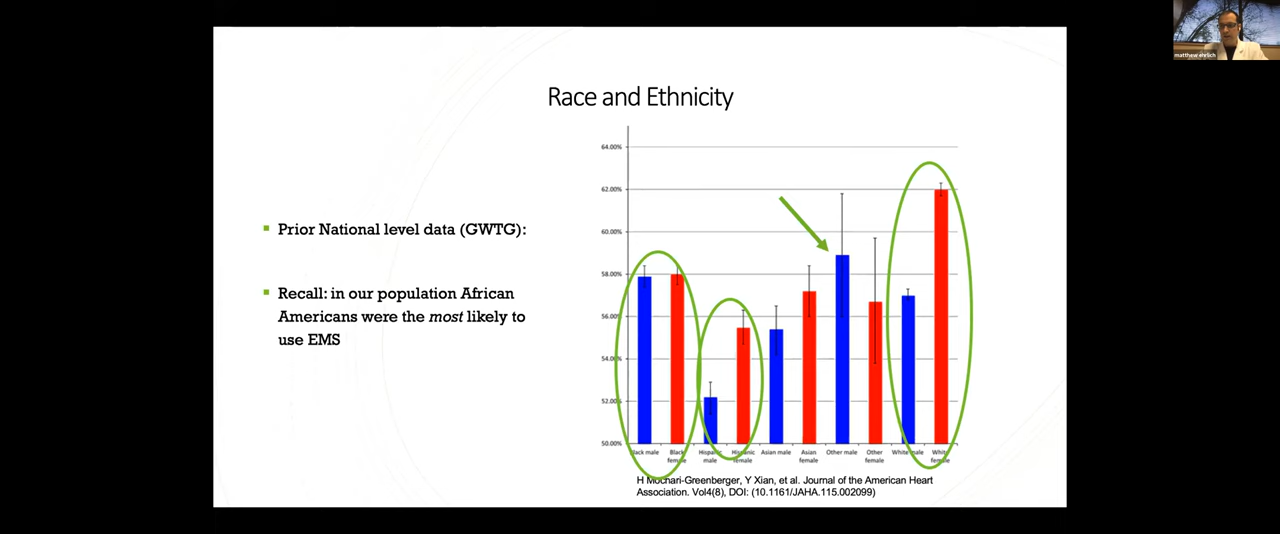 matthew ehrlich
Race and Ethnicity
Prior National level data (GWTG):
Recall: in our population African
Americans were the most likely to
use EMS
64.00%
62.00%
60.00%
58.00%
56.00%
54.00%
52.00%
50.00%
Black male
Black
female
Hispanic
male
Hispanic
female
Asian male
Asian
female
Other male
Other
female
White male
White
female
H Mochari-Greenberger, Y Xian, et al. Journal of the American Heart
Association. Vol4(8), DOI: (10.1161/JAHA.115.002099)